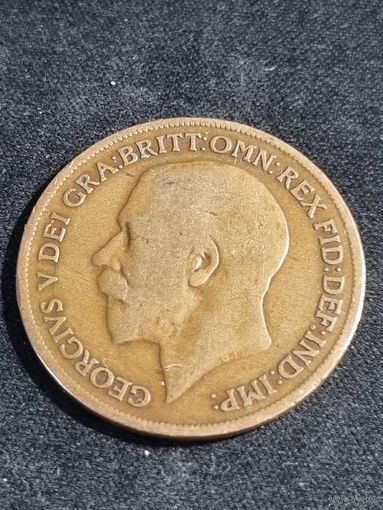 GEORGIVS V DEI GRA:BRITT:OMN:REX FID:DEF:IND:IMP: